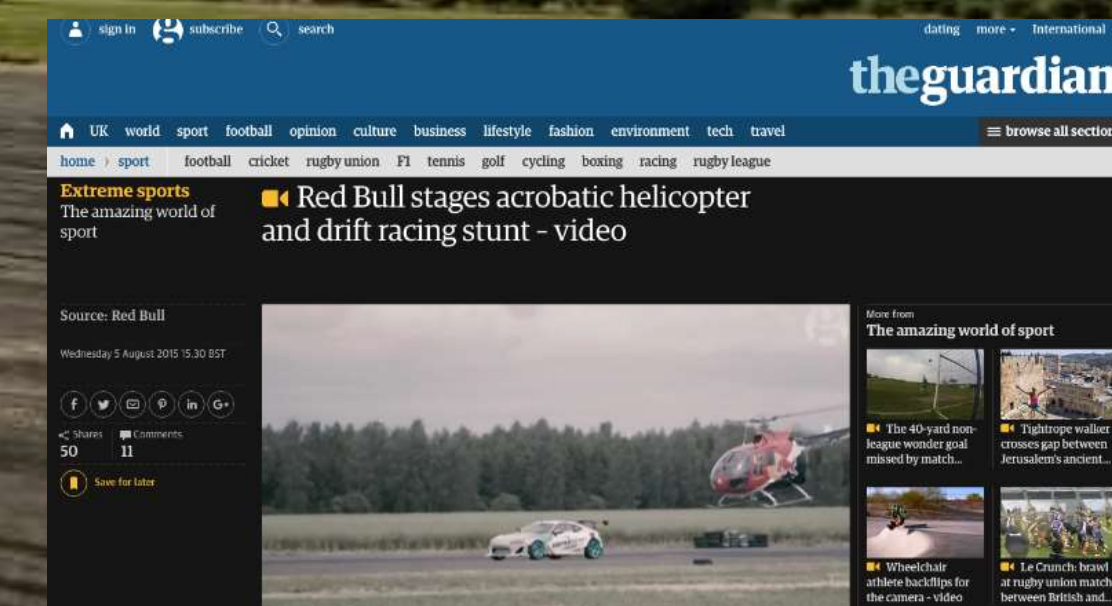 sign in subscribe search dating more International
theguardian
UK world sport football opinion culture business lifestyle fashion environment tech travel browse all section
home › sport football cricket rugby union F1 tennis golf cycling boxing racing rugby league
Extreme sports
The amazing world of
sport
Red Bull stages acrobatic helicopter
and drift racing stunt – video
Source: Red Bull
Wednesday 5 August 2015 15.30 BST
Shares Comments
50 11
Save for later
More from
The amazing world of sport
The 40-yard non-
league wonder goal
missed by match...
Tightrope walker
crosses gap between
Jerusalem's ancient...
Wheelchair
athlete backflips for
the camera – video
Le Crunch: brawl
at rugby union match
between British and...